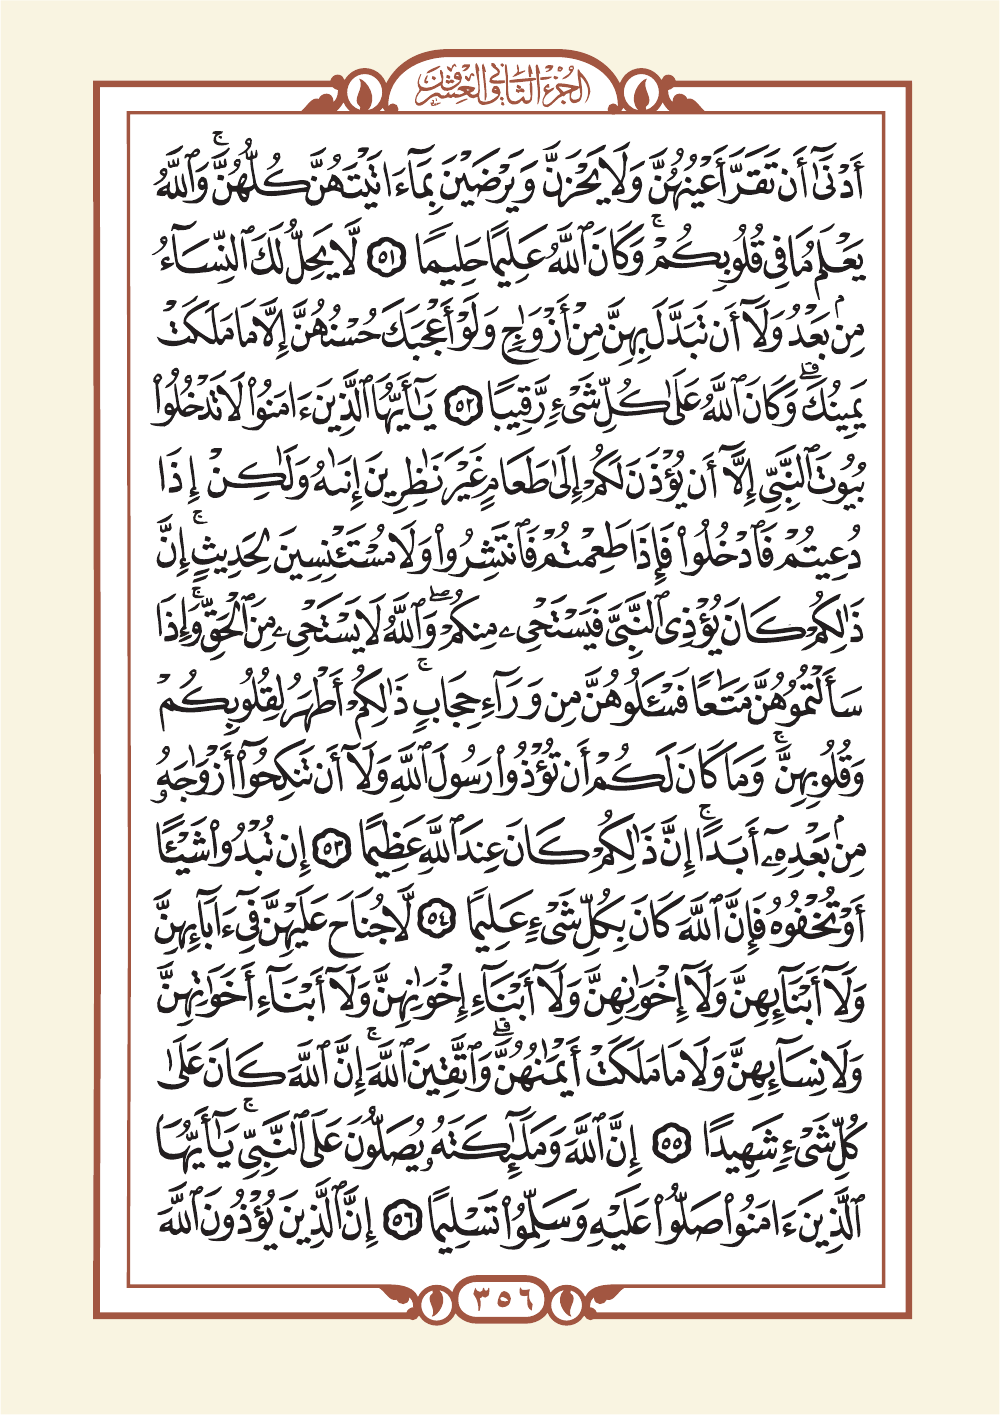 الجزء الثاني والعشرون
أَدْنَىٰٓ أَن تَقَرَّ أَعْيُنُهُنَّ وَلَا يَحْزَنَّ وَيَرْضَيْنَ بِمَآ ءَاتَيْتَهُنَّ كُلُّهُنَّۚ وَٱللَّهُ
يَعْلَمُ مَا فِي قُلُوبِكُمْۚ وَكَانَ ٱللَّهُ عَلِيمًا حَلِيمًا ٥١ لَّا يَحِلُّ لَكَ ٱلنِّسَآءُ
مِنۢ بَعْدُ وَلَآ أَن تَبَدَّلَ بِهِنَّ مِنْ أَزْوَٰجٍ وَلَوْ أَعْجَبَكَ حُسْنُهُنَّ إِلَّا مَا مَلَكَتْ
يَمِينُكَۗ وَكَانَ ٱللَّهُ عَلَىٰ كُلِّ شَيْءٍ رَّقِيبًا ٥٢ يَـٰٓأَيُّهَا ٱلَّذِينَ ءَامَنُوا۟ لَا تَدْخُلُوا۟
بُيُوتَ ٱلنَّبِيِّ إِلَّآ أَن يُؤْذَنَ لَكُمْ إِلَىٰ طَعَامٍ غَيْرَ نَـٰظِرِينَ إِنَىٰهُ وَلَـٰكِنْ إِذَا
دُعِيتُمْ فَٱدْخُلُوا۟ فَإِذَا طَعِمْتُمْ فَٱنتَشِرُوا۟ وَلَا مُسْتَـْٔنِسِينَ لِحَدِيثٍۚ إِنَّ
ذَٰلِكُمْ كَانَ يُؤْذِي ٱلنَّبِيَّ فَيَسْتَحْيِۦ مِنكُمْۖ وَٱللَّهُ لَا يَسْتَحْيِۦ مِنَ ٱلْحَقِّۚ وَإِذَا
سَأَلْتُمُوهُنَّ مَتَـٰعًا فَسْـَٔلُوهُنَّ مِن وَرَآءِ حِجَابٍۚ ذَٰلِكُمْ أَطْهَرُ لِقُلُوبِكُمْ
وَقُلُوبِهِنَّۚ وَمَا كَانَ لَكُمْ أَن تُؤْذُوا۟ رَسُولَ ٱللَّهِ وَلَآ أَن تَنكِحُوٓا۟ أَزْوَٰجَهُۥ
مِنۢ بَعْدِهِۦٓ أَبَدًاۚ إِنَّ ذَٰلِكُمْ كَانَ عِندَ ٱللَّهِ عَظِيمًا ٥٣ إِن تُبْدُوا۟ شَيْـًٔا
أَوْ تُخْفُوهُ فَإِنَّ ٱللَّهَ كَانَ بِكُلِّ شَيْءٍ عَلِيمًا ٥٤ لَّا جُنَاحَ عَلَيْهِنَّ فِيٓ ءَابَآئِهِنَّ
وَلَآ أَبْنَآئِهِنَّ وَلَآ إِخْوَٰنِهِنَّ وَلَآ أَبْنَآءِ إِخْوَٰنِهِنَّ وَلَآ أَبْنَآءِ أَخَوَٰتِهِنَّ
وَلَا نِسَآئِهِنَّ وَلَا مَا مَلَكَتْ أَيْمَـٰنُهُنَّۗ وَٱتَّقِينَ ٱللَّهَۚ إِنَّ ٱللَّهَ كَانَ عَلَىٰ
كُلِّ شَيْءٍ شَهِيدًا ٥٥ إِنَّ ٱللَّهَ وَمَلَـٰٓئِكَتَهُۥ يُصَلُّونَ عَلَى ٱلنَّبِيِّۚ يَـٰٓأَيُّهَا
ٱلَّذِينَ ءَامَنُوا۟ صَلُّوا۟ عَلَيْهِ وَسَلِّمُوا۟ تَسْلِيمًا ٥٦ إِنَّ ٱلَّذِينَ يُؤْذُونَ ٱللَّهَ
٣٥٦